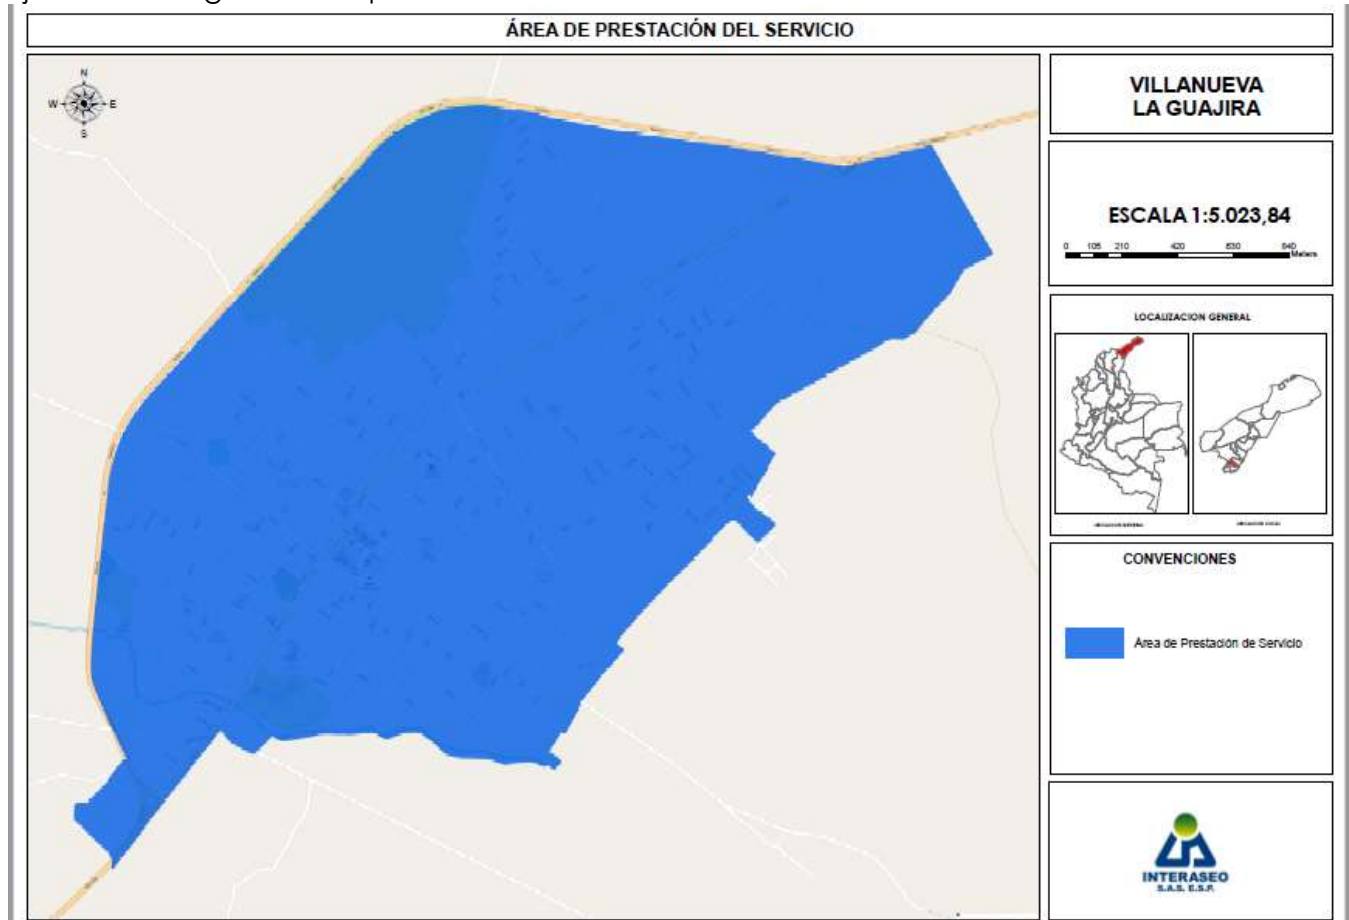 ÁREA DE PRESTACIÓN DEL SERVICIO
N
W E
S
VILLANUEVA
LA GUAJIRA
ESCALA 1:5.023,84
0 105 210 420 630 840
Meters
LOCALIZACION GENERAL
CONVENCIONES
Área de Prestación de Servicio
INTERASEO
S.A.S. E.S.P.